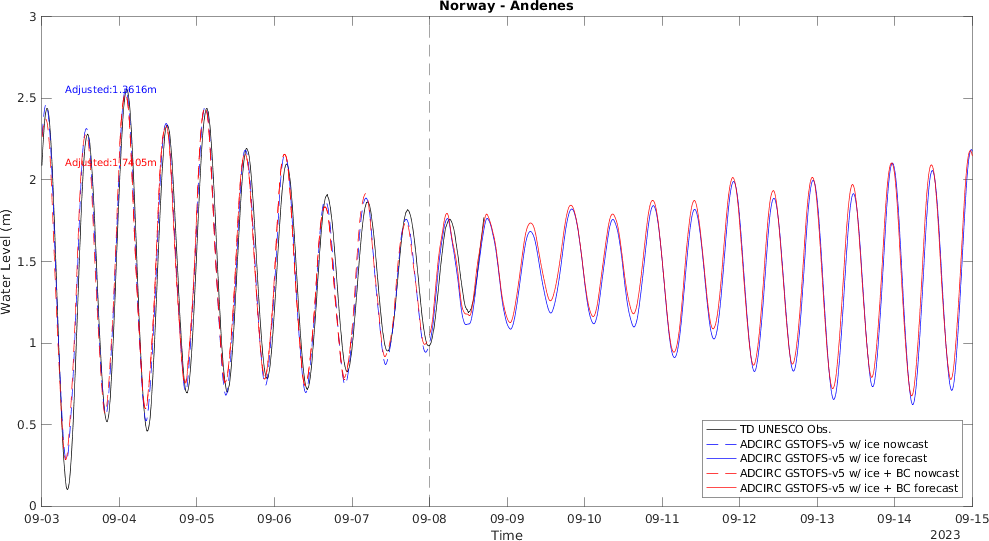 Norway - Andenes
Water Level (m)
3
2.5
2
1.5
1
0.5
0
Adjusted:1.3616m
Adjusted:1.7405m
TD UNESCO Obs.
ADCIRC GSTOFS-v5 w/ ice nowcast
ADCIRC GSTOFS-v5 w/ ice forecast
ADCIRC GSTOFS-v5 w/ ice + BC nowcast
ADCIRC GSTOFS-v5 w/ ice + BC forecast
09-03 09-04 09-05 09-06 09-07 09-08 09-09 09-10 09-11 09-12 09-13 09-14 09-15
Time
2023